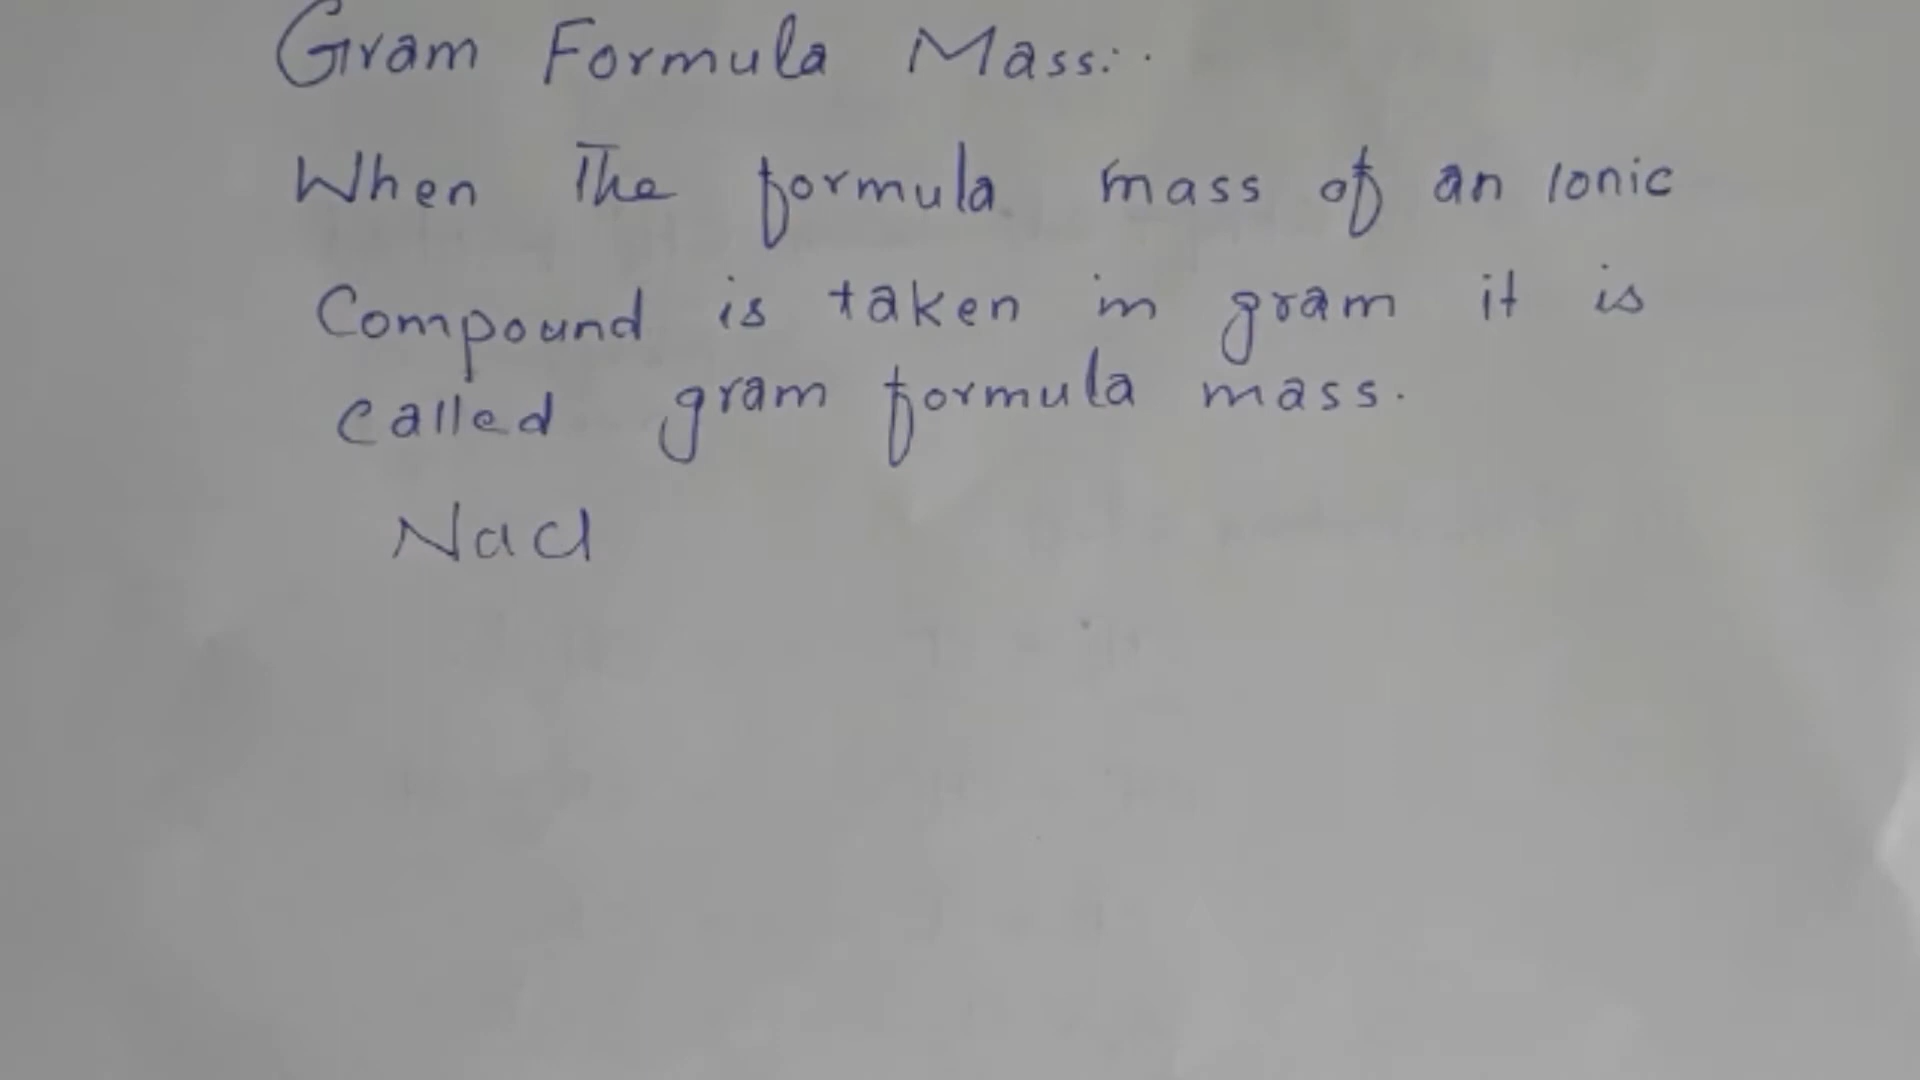 Gram Formula Mass:.
When The formula mass of an Ionic
Compound is taken in gram it is
Called gram formula mass.
Nacl